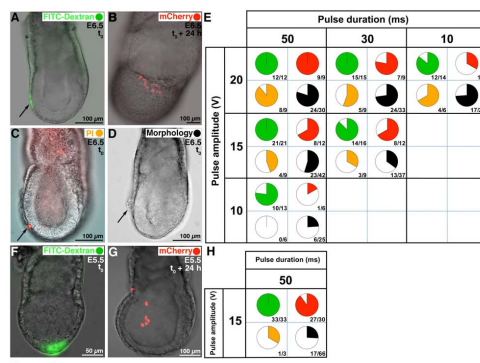 A FITC-Dextran
E6.5
t0
100 µm
B mCherry
E6.5
t0 + 24 h
100 µm
C PI
E6.5
t0
100 µm
D Morphology
E6.5
t0
100 µm
F FITC-Dextran
E5.5
t0
50 µm
G mCherry
E5.5
t0 + 24 h
100 µm
E
Pulse duration (ms)
50 30 10
Pulse amplitude (V)
20
12/12 9/9 15/15 7/9 12/14
8/9 24/30 5/9 24/33 4/6
15
21/21 8/12 14/16 8/12
4/9 23/42 3/9 13/37
10
10/13 1/6
0/6 6/25
H
Pulse duration (ms)
50
Pulse amplitude (V)
15
33/33 27/30
1/3 17/66